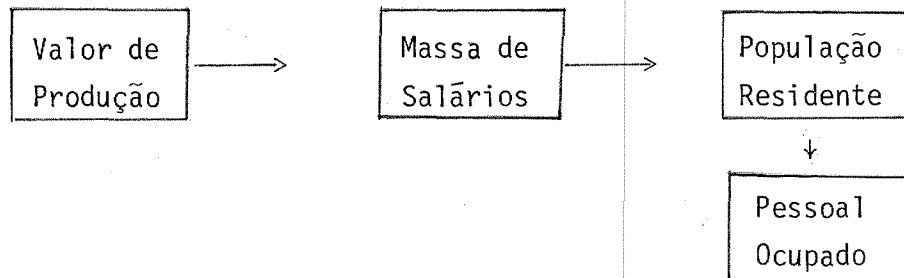 Valor de
Produção
Massa de
Salários
População
Residente
Pessoal
Ocupado